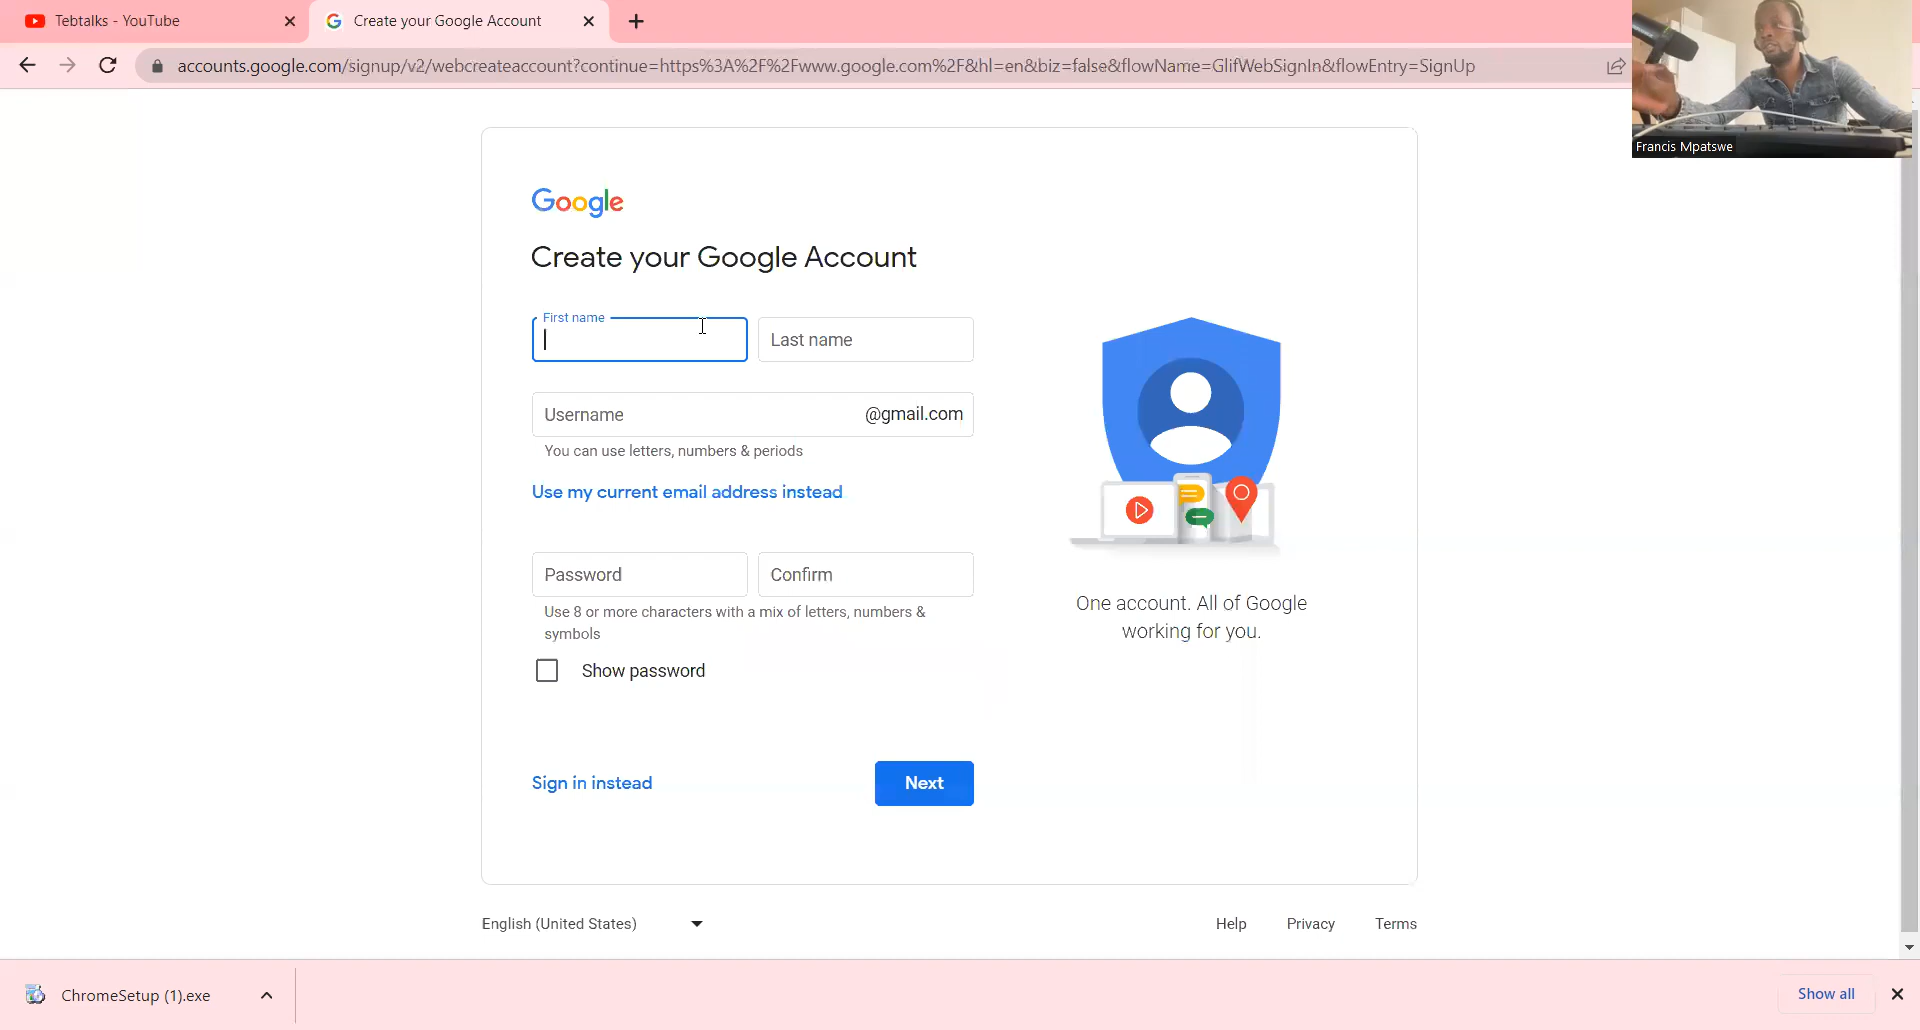 Tebtalks - YouTube
Create your Google Account
accounts.google.com/signup/v2/webcreateaccount?continue=https%3A%2F%2Fwww.google.com%2F&hl=en&biz=false&flowName=GlifWebSignIn&flowEntry=SignUp
Francis Mpatswe
Google
Create your Google Account
First name
Last name
Username
@gmail.com
You can use letters, numbers & periods
Use my current email address instead
Password
Confirm
Use 8 or more characters with a mix of letters, numbers &
symbols
Show password
One account. All of Google
working for you.
Sign in instead
Next
English (United States)
Help
Privacy
Terms
ChromeSetup (1).exe
Show all